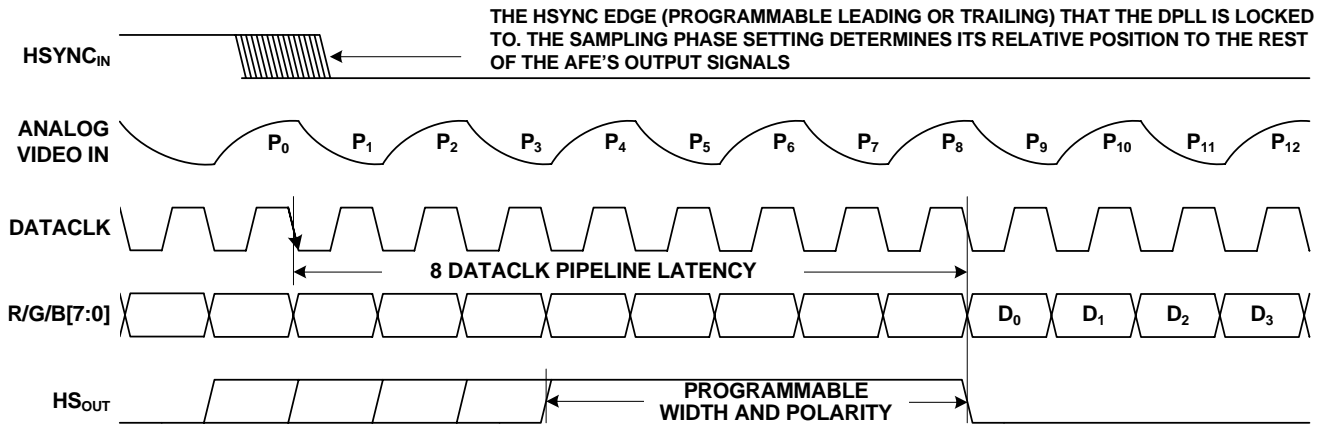 THE HSYNC EDGE (PROGRAMMABLE LEADING OR TRAILING) THAT THE DPLL IS LOCKED
TO. THE SAMPLING PHASE SETTING DETERMINES ITS RELATIVE POSITION TO THE REST
OF THE AFE'S OUTPUT SIGNALS
HSYNCIN
ANALOG
VIDEO IN
P0 P1 P2 P3 P4 P5 P6 P7 P8 P9 P10 P11 P12
DATACLK
8 DATACLK PIPELINE LATENCY
R/G/B[7:0]
D0 D1 D2 D3
HSOUT
PROGRAMMABLE
WIDTH AND POLARITY